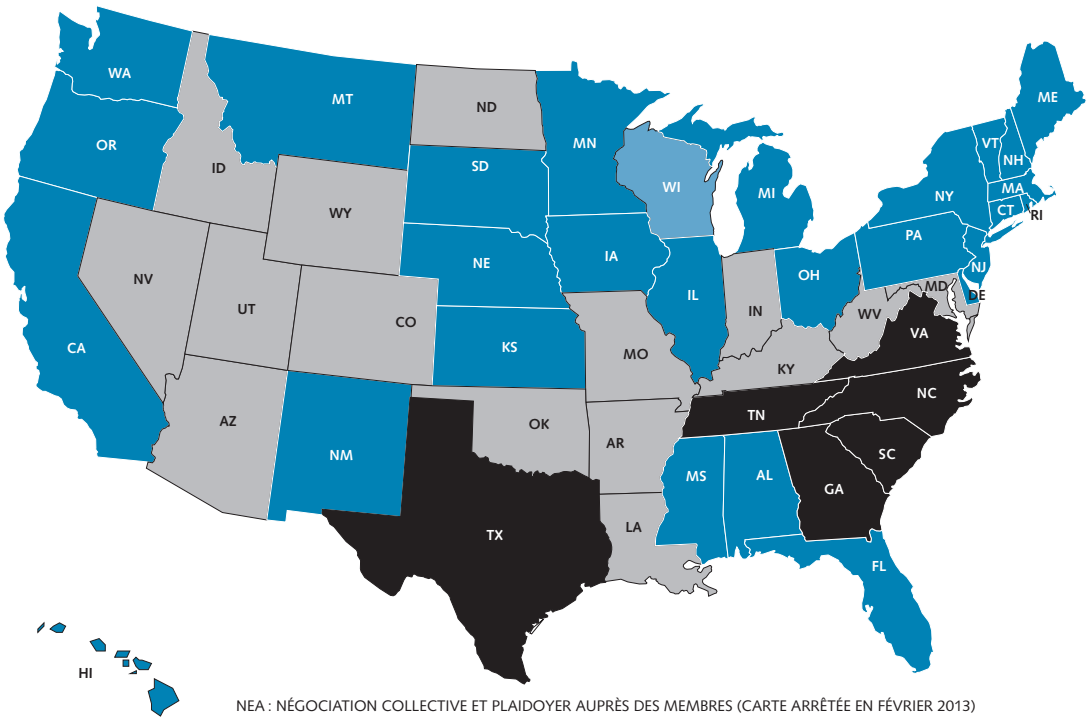 WA
MT
ND
MN
ME
OR
ID
SD
WI
VT
NH
MI
NY
MA
CT
RI
WY
PA
NV
NE
IA
OH
NJ
UT
CO
IL
IN
MD
DE
WV
CA
KS
MO
VA
KY
NC
AZ
OK
AR
TN
NM
MS
AL
SC
GA
TX
LA
FL
HI
NEA : NÉGOCIATION COLLECTIVE ET PLAIDOYER AUPRÈS DES MEMBRES (CARTE ARRÊTÉE EN FÉVRIER 2013)